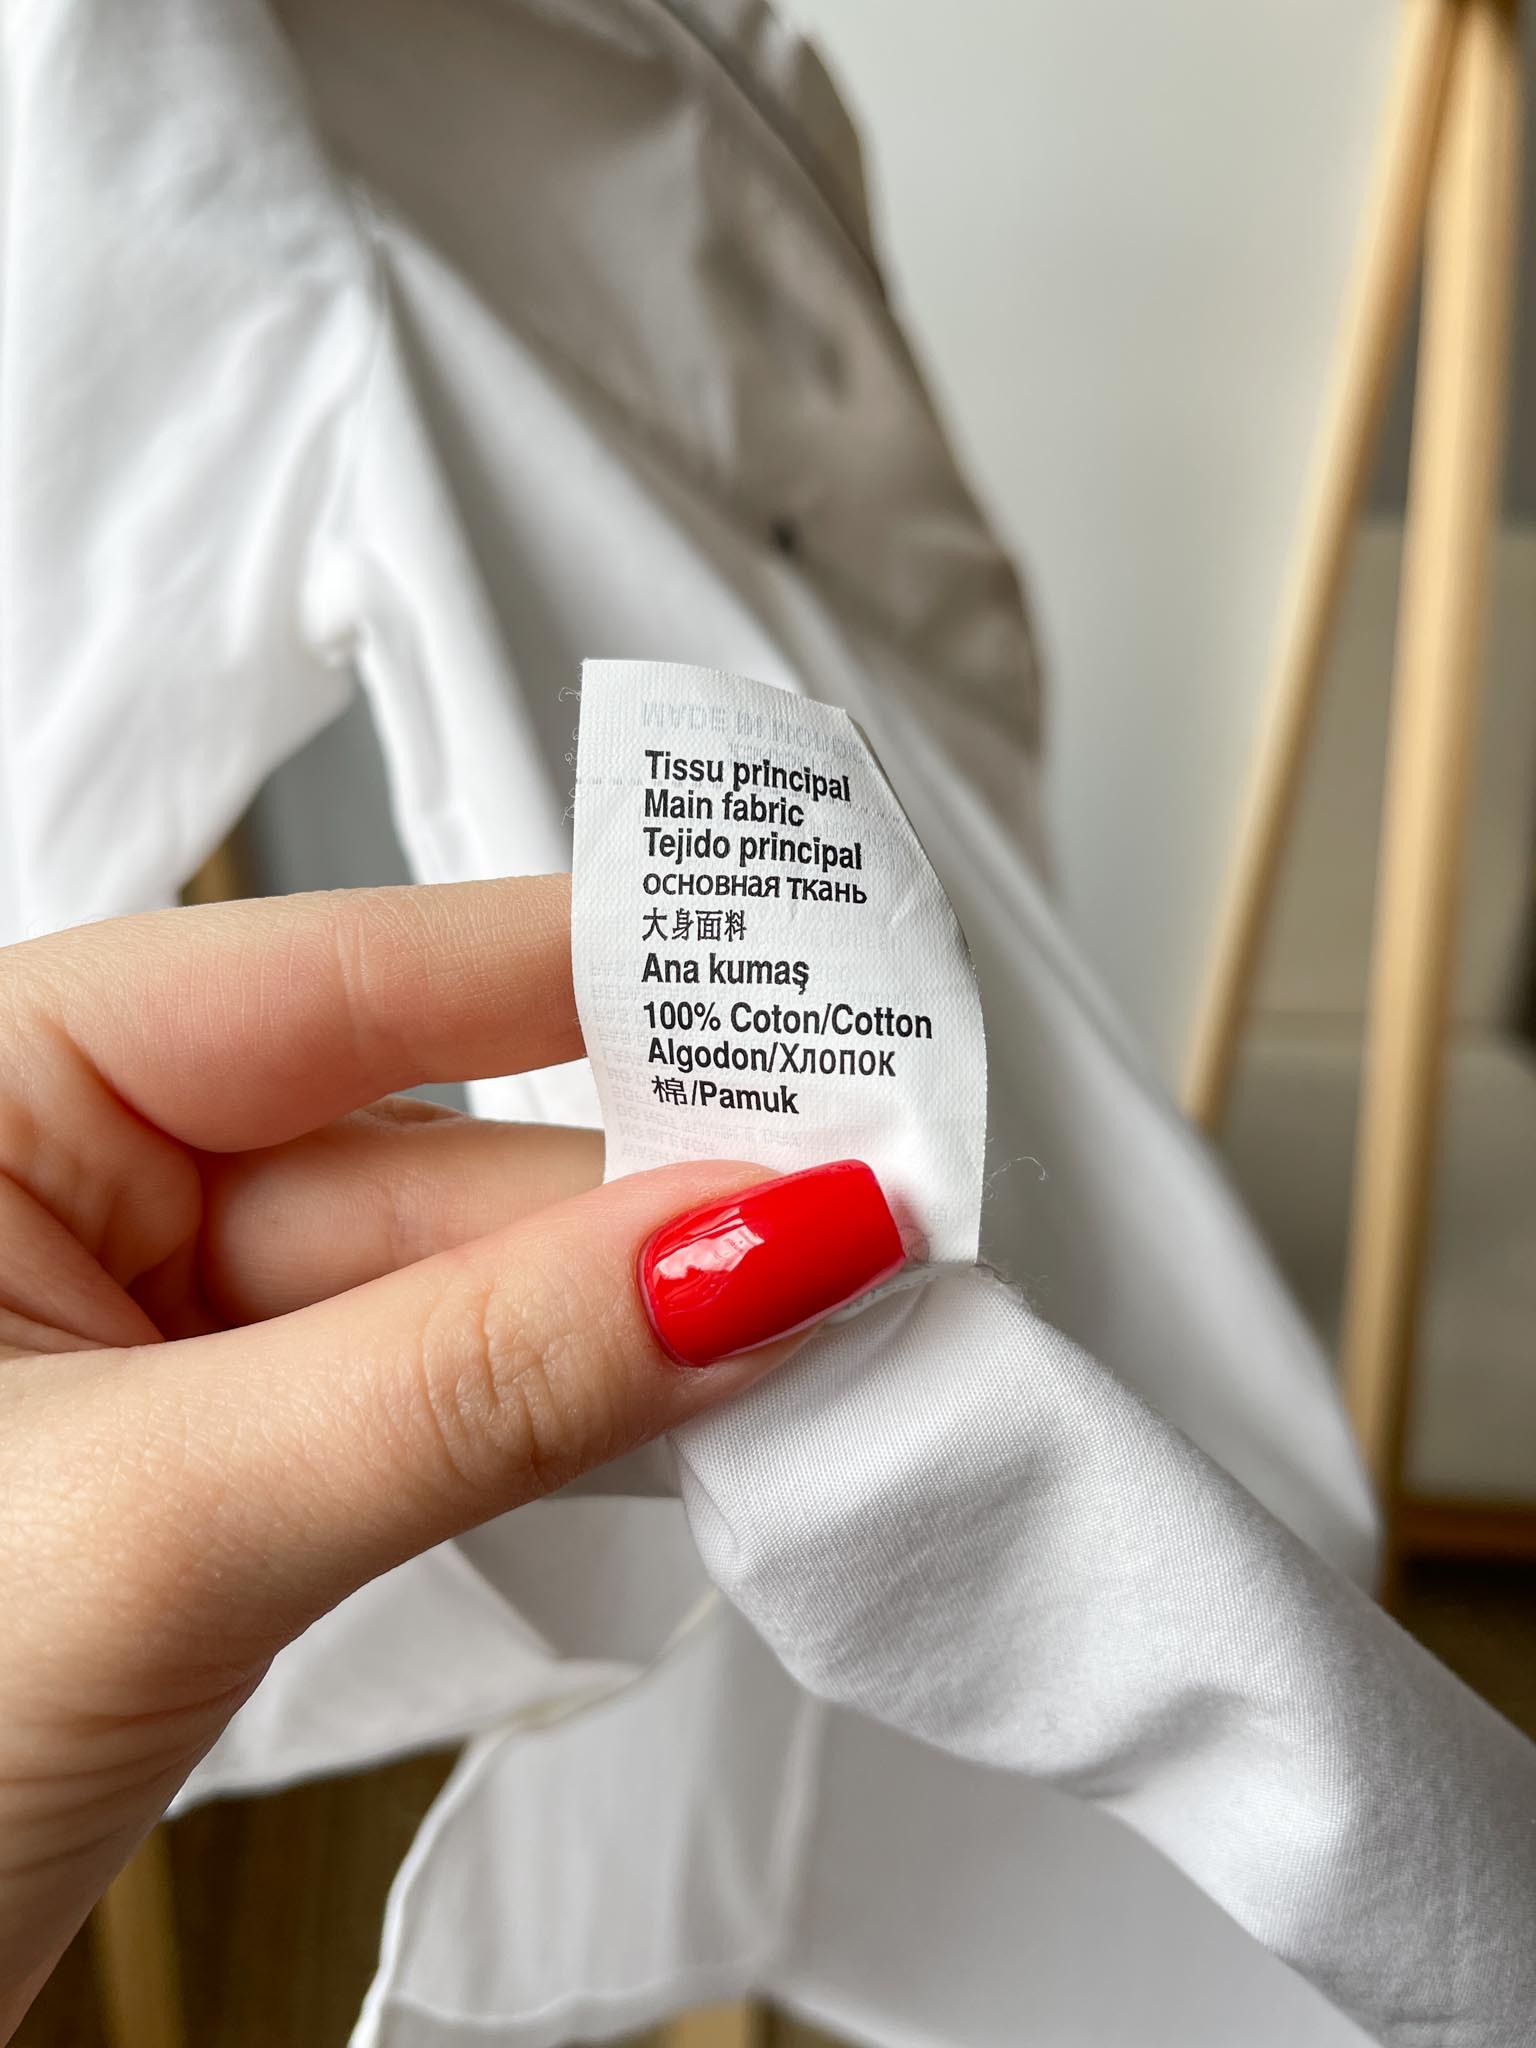 Tissu principal
Main fabric
Tejido principal
основная ткань
大身面料
Ana kumaş
100% Coton/Cotton
Algodon/Хлопок
棉/Pamuk